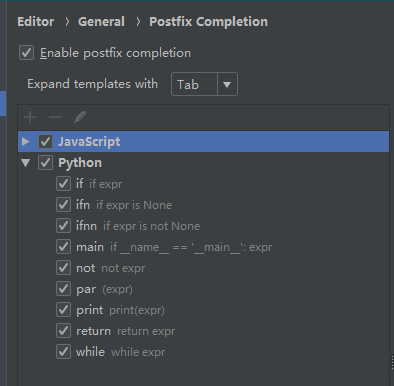 Editor > General > Postfix Completion
Enable postfix completion
Expand templates with Tab
JavaScript
Python
if if expr
ifn if expr is None
ifnn if expr is not None
main if __name__ == '__main__': expr
not not expr
par (expr)
print print(expr)
return return expr
while while expr